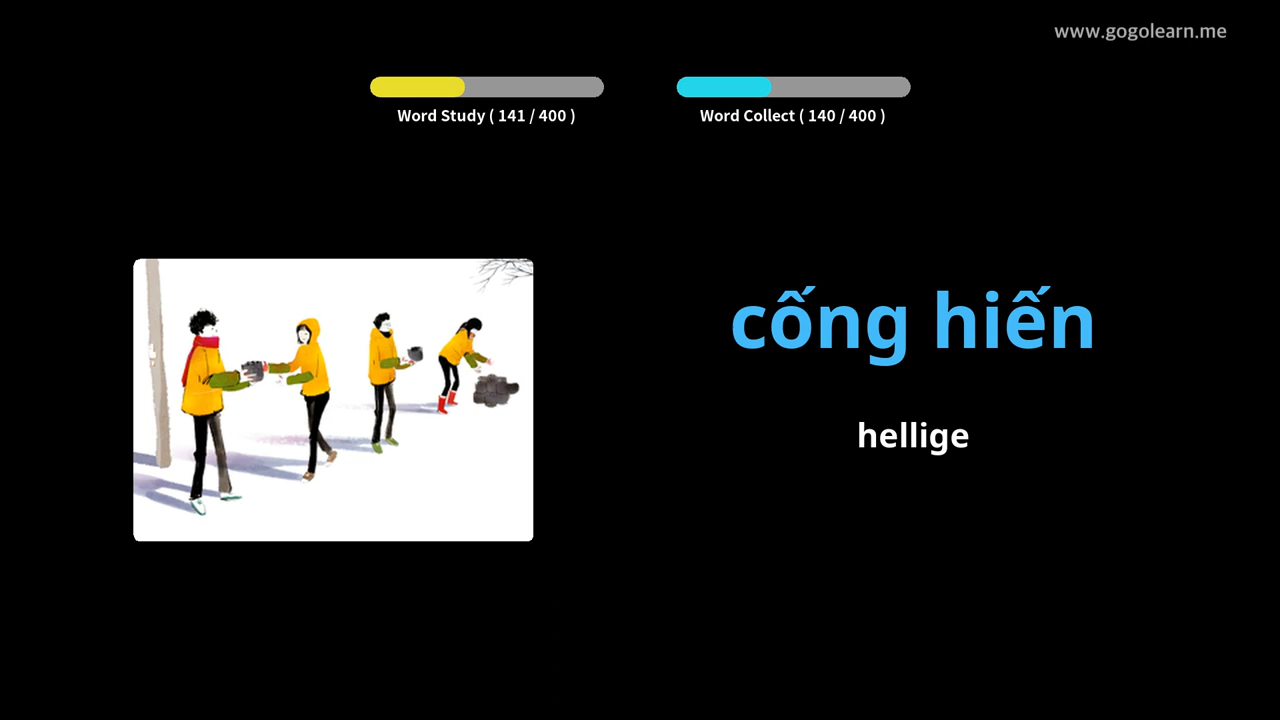 www.gogolearn.me
Word Study ( 141 / 400 )
Word Collect ( 140 / 400 )
cống hiến
hellige